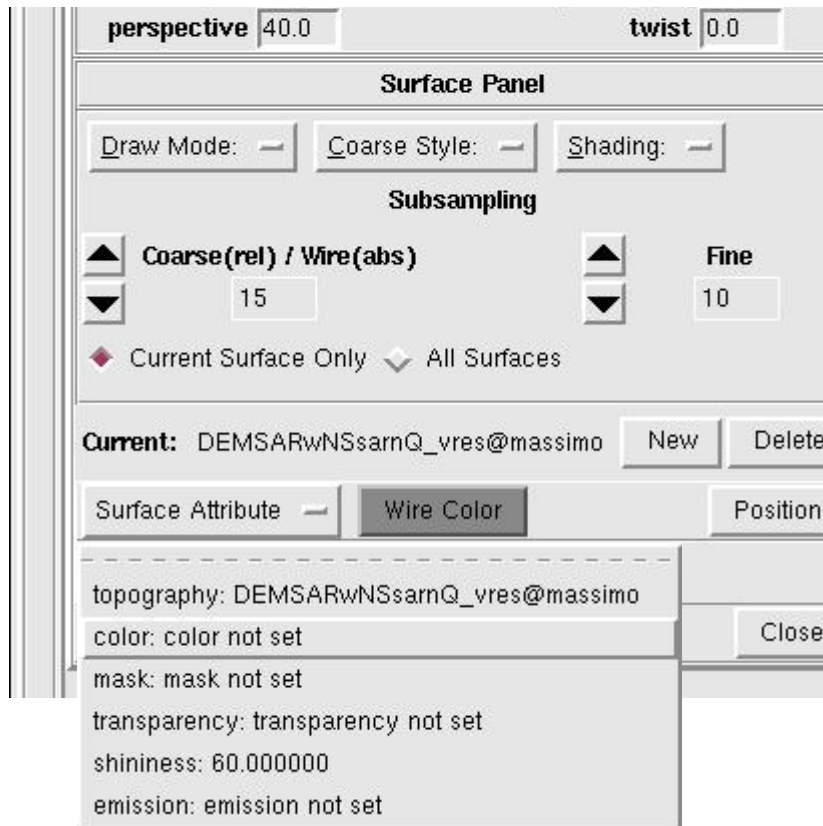 perspective 40.0 twist 0.0
Surface Panel
Draw Mode: Coarse Style: Shading:
Subsampling
Coarse(rel) / Wire(abs) Fine
15 10
Current Surface Only All Surfaces
Current: DEMSARwNSsarnQ_vres@massimo New Delete
Surface Attribute Wire Color Position
topography: DEMSARwNSsarnQ_vres@massimo
color: color not set Close
mask: mask not set
transparency: transparency not set
shininess: 60.000000
emission: emission not set